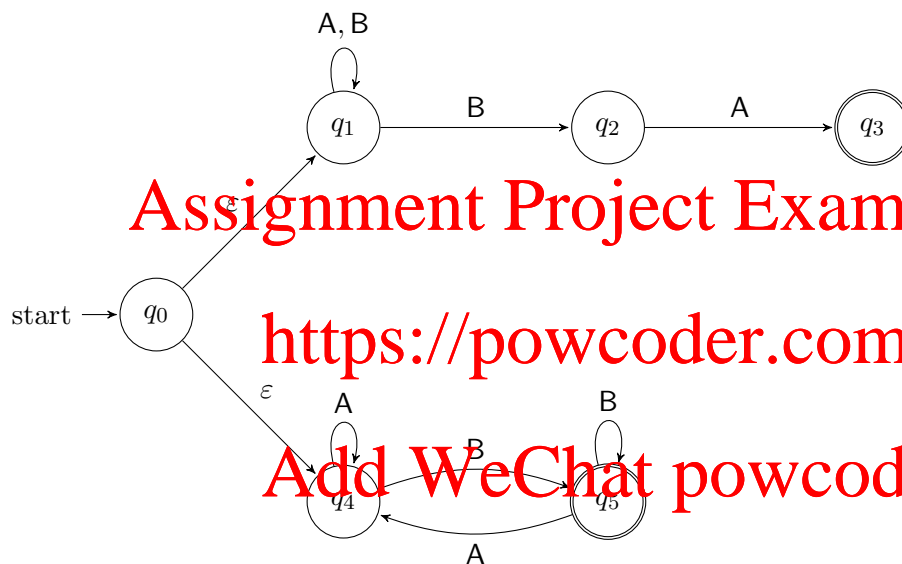 A, B
q1
B
q2
A
q3
ε
Assignment Project Exam
start
q0
https://powcoder.com
ε
A
B
B
Add WeChat powcod
q4
q5
A